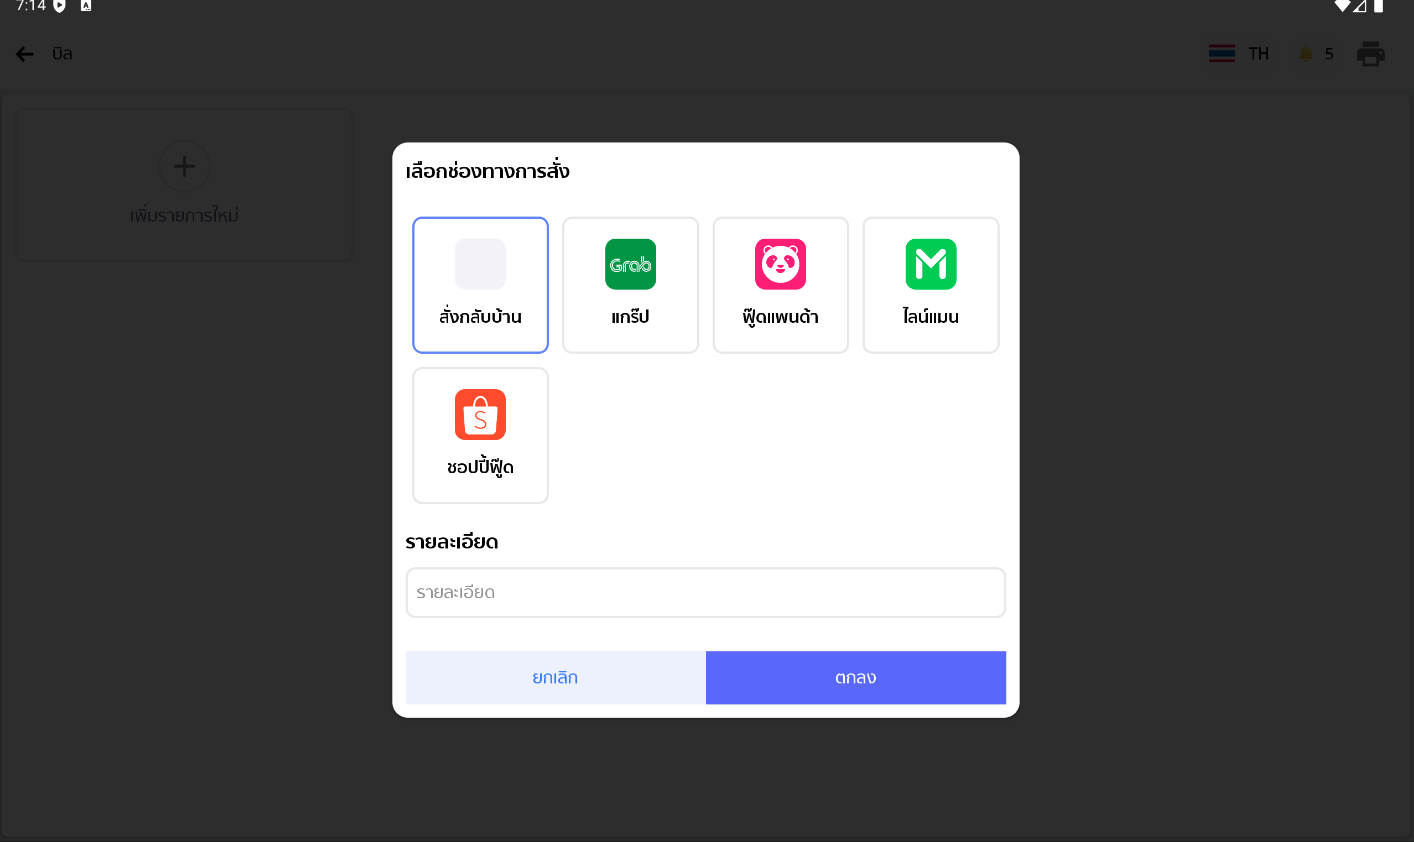 7:14
บิล
TH
5
เพิ่มรายการใหม่
เลือกช่องทางการสั่ง
Grab
สั่งกลับบ้าน
แกร๊ป
ฟู๊ดแพนด้า
ไลน์แมน
S
ชอปปี้ฟู๊ด
รายละเอียด
รายละเอียด
ยกเลิก
ตกลง